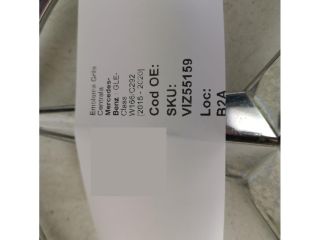 Emblema Grila
Centrala
Mercedes-
Benz GLE-
Class
W166/C292
[2015 - 2020]
Cod OE:
SKU:
VIZ55159
Loc:
B2A